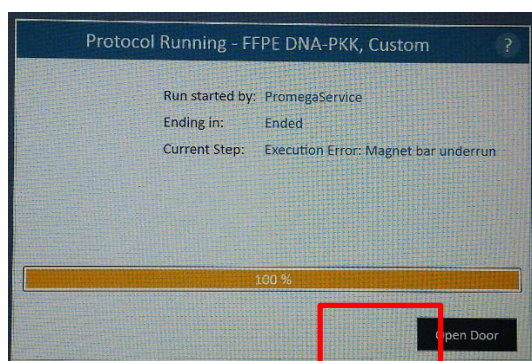 Protocol Running - FFPE DNA-PKK, Custom ?
Run started by: PromegaService
Ending in: Ended
Current Step: Execution Error: Magnet bar underrun
100 %
Open Door